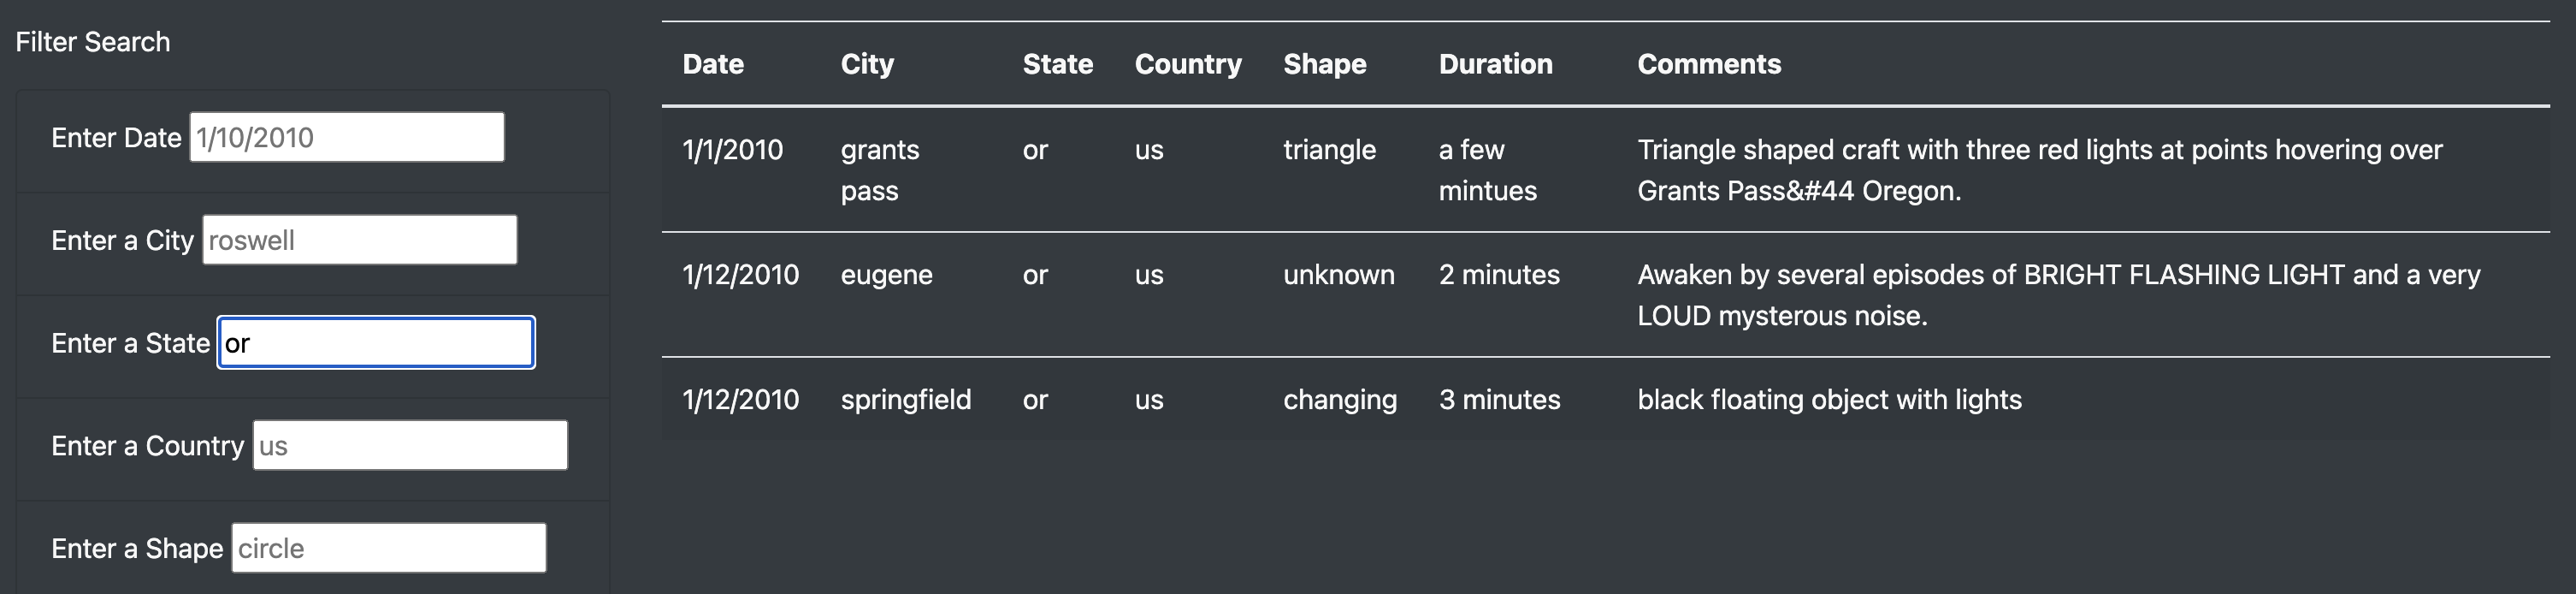 Filter Search
Enter Date 1/10/2010
Enter a City roswell
Enter a State or
Enter a Country us
Enter a Shape circle
Date City State Country Shape Duration Comments
1/1/2010 grants or us triangle a few Triangle shaped craft with three red lights at points hovering over
pass mintues Grants Pass&#44 Oregon.
1/12/2010 eugene or us unknown 2 minutes Awaken by several episodes of BRIGHT FLASHING LIGHT and a very
LOUD mysterous noise.
1/12/2010 springfield or us changing 3 minutes black floating object with lights